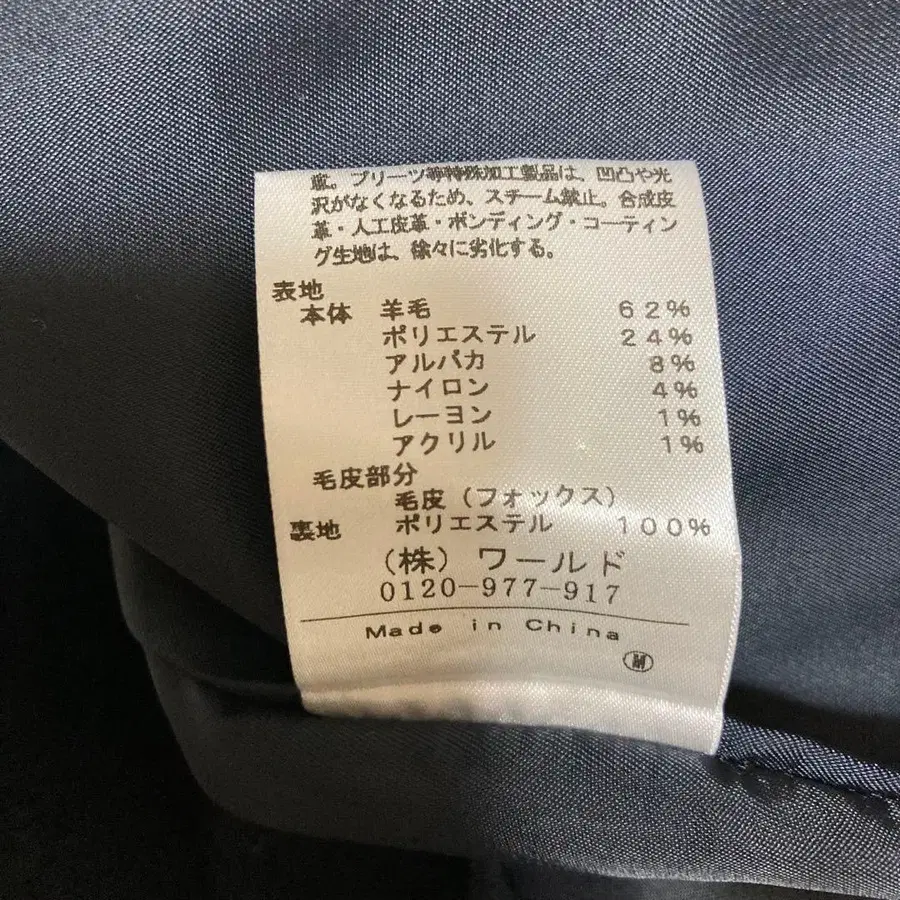 意。プリーツ等特殊加工製品は、凹凸や光
沢がなくなるため、スチーム禁止。合成皮
革・人工皮革・ボンディング・コーティン
グ生地は、徐々に劣化する。
表地
本体 羊毛 62%
ポリエステル 24%
アルパカ 8%
ナイロン 4%
レーヨン 1%
アクリル 1%
毛皮部分
毛皮(フォックス)
裏地 ポリエステル 100%
(株)ワールド
0120-977-917
Made in China
M